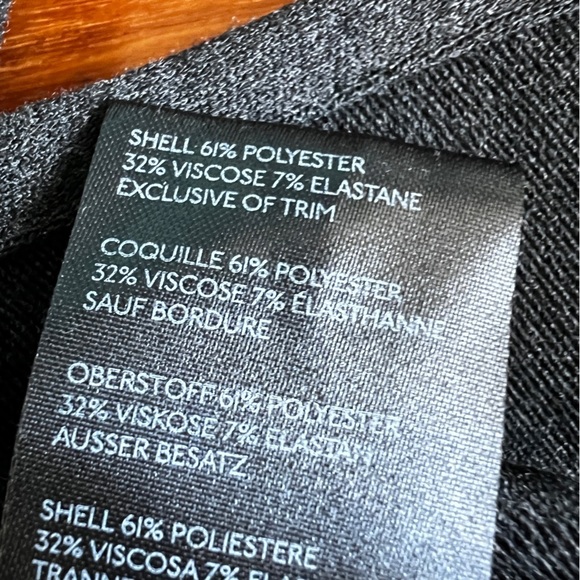 SHELL 61% POLYESTER
32% VISCOSE 7% ELASTANE
EXCLUSIVE OF TRIM
COQUILLE 61% POLYESTER
32% VISCOSE 7% ÉLASTHANNE
SAUF BORDURE
OBERSTOFF 61% POLYESTER
32% VISKOSE 7% ELASTAN
AUSSER BESATZ
SHELL 61% POLIESTERE
32% VISCOSA 7%